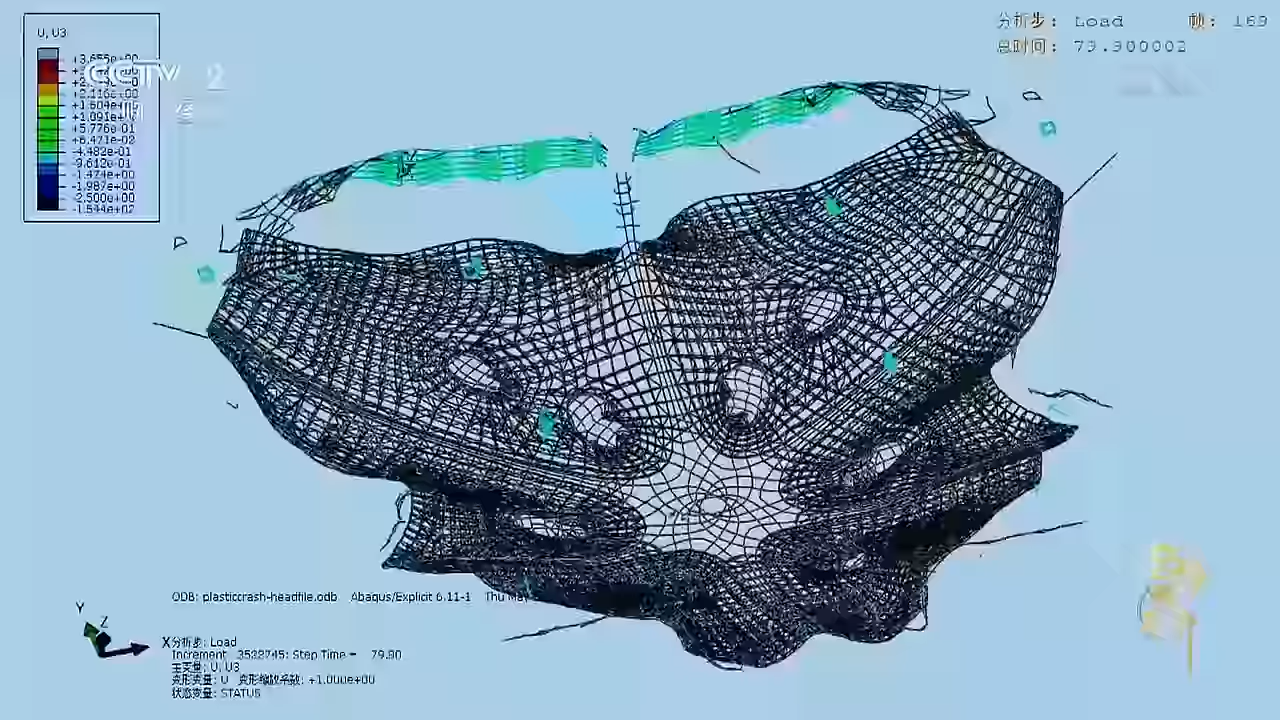 U, U3
+3.655e+00
+2.116e+00
+1.604e+
+1.091e+
+5.776e-01
+6.471e-02
-4.482e-01
-9.612e-01
-1.474e+00
-1.987e+00
-2.500e+00
-1.544e+02
CCTV 2
财 经
分析步: Load 帧: 169
总时间: 79.900002
ODB: plasticcrash-headfile.odb Abaqus/Explicit 6.11-1 Thu May
Y
Z
X
分析步: Load
Increment 3532745: Step Time = 79.90
主变量: U, U3
变形变量: U 变形缩放系数: +1.000e+00
状态变量: STATUS